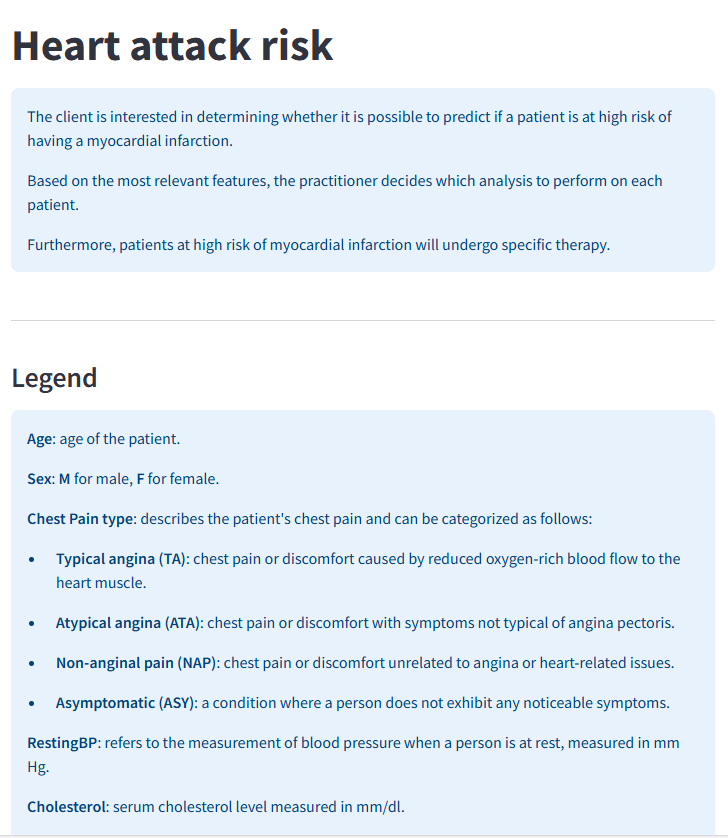 Heart attack risk
The client is interested in determining whether it is possible to predict if a patient is at high risk of
having a myocardial infarction.
Based on the most relevant features, the practitioner decides which analysis to perform on each
patient.
Furthermore, patients at high risk of myocardial infarction will undergo specific therapy.
Legend
Age: age of the patient.
Sex: M for male, F for female.
Chest Pain type: describes the patient's chest pain and can be categorized as follows:
• Typical angina (TA): chest pain or discomfort caused by reduced oxygen-rich blood flow to the
heart muscle.
• Atypical angina (ATA): chest pain or discomfort with symptoms not typical of angina pectoris.
• Non-anginal pain (NAP): chest pain or discomfort unrelated to angina or heart-related issues.
• Asymptomatic (ASY): a condition where a person does not exhibit any noticeable symptoms.
RestingBP: refers to the measurement of blood pressure when a person is at rest, measured in mm
Hg.
Cholesterol: serum cholesterol level measured in mm/dl.